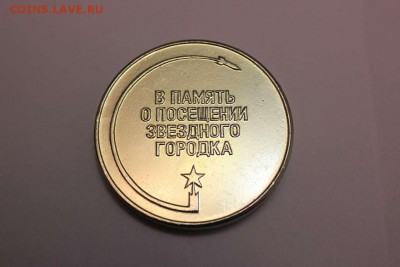 COINS.LAVE.RU
В ПАМЯТЬ
О ПОСЕЩЕНИИ
ЗВЕЗДНОГО
ГОРОДКА